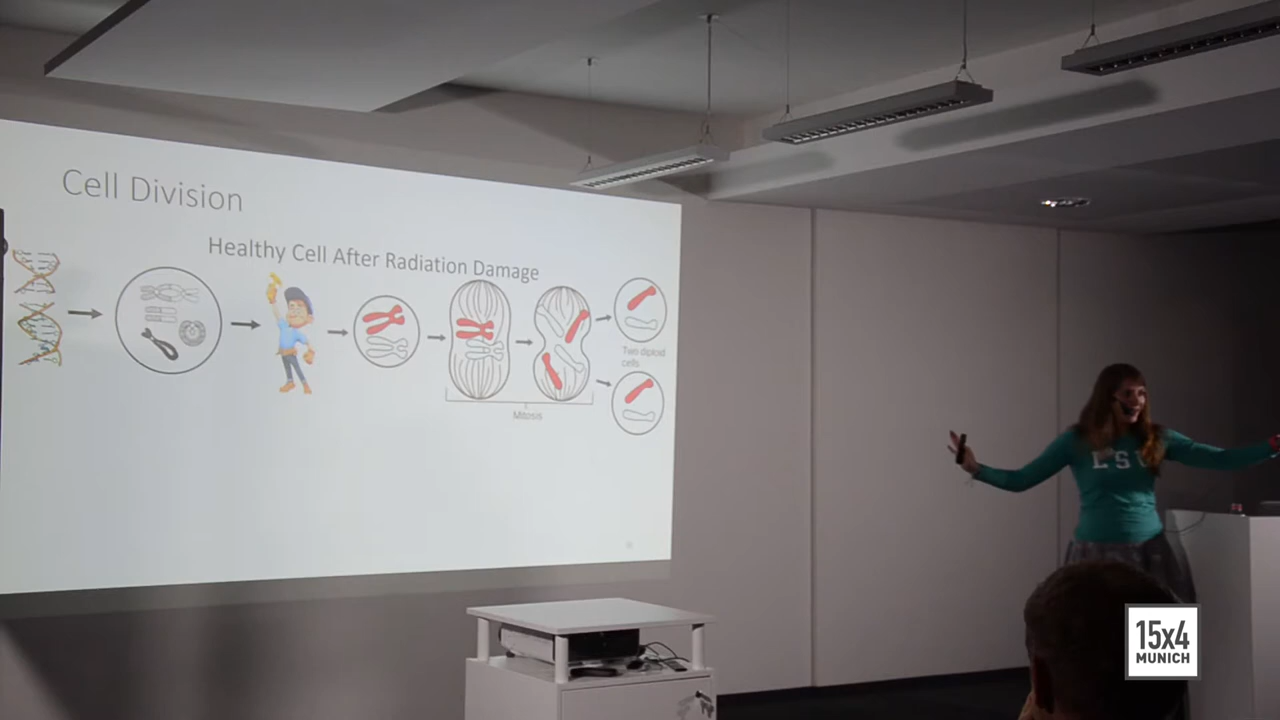 Cell Division
Healthy Cell After Radiation Damage
Two diploid
cells
Mitosis
LSU
15x4
MUNICH